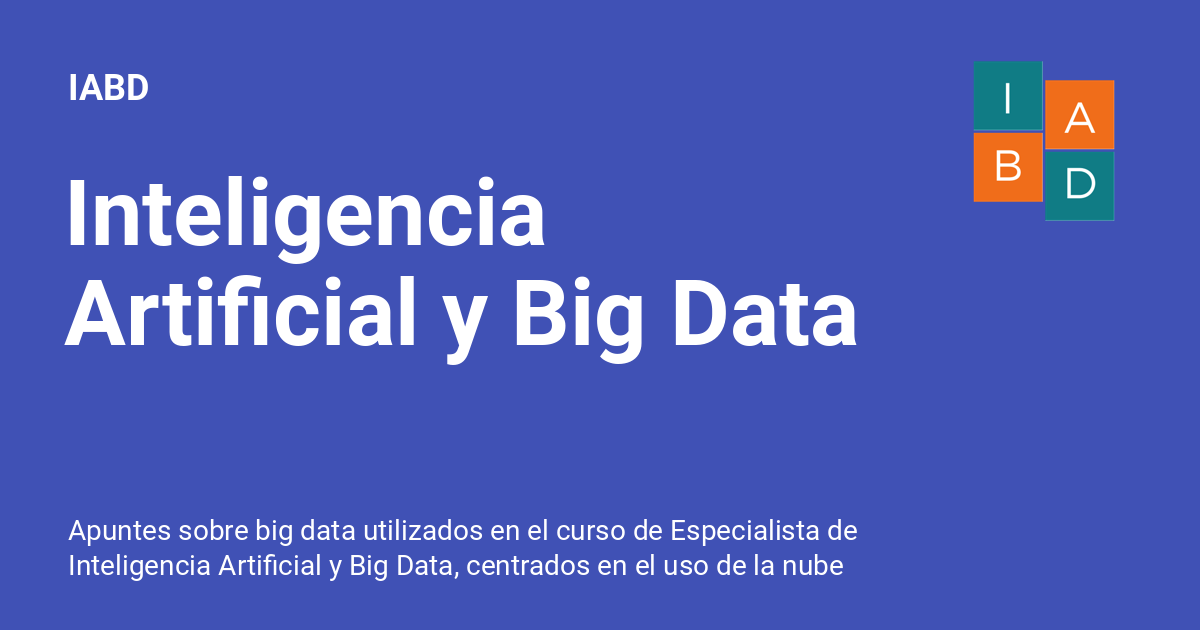 IABD
I
A
B
D
Inteligencia
Artificial y Big Data
Apuntes sobre big data utilizados en el curso de Especialista de
Inteligencia Artificial y Big Data, centrados en el uso de la nube